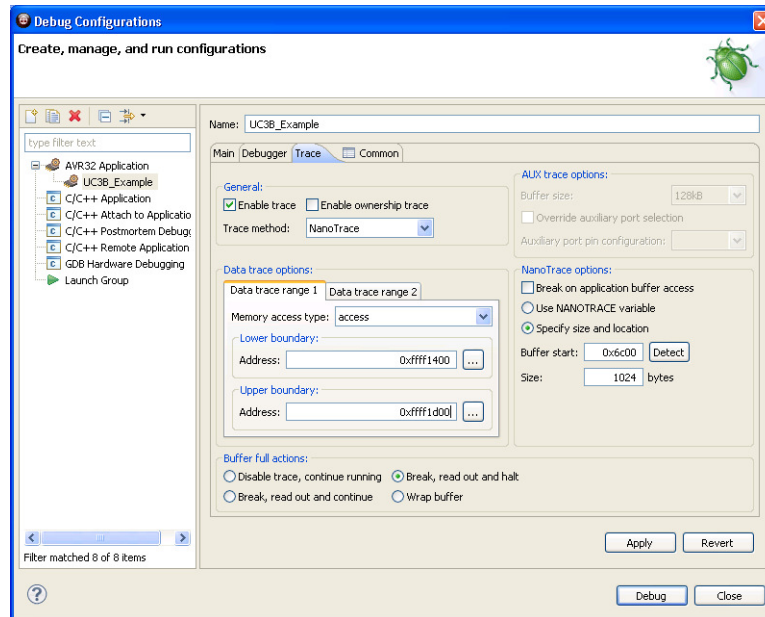 Debug Configurations
Create, manage, and run configurations
type filter text
AVR32 Application
UC3B_Example
C/C++ Application
C/C++ Attach to Applicatio
C/C++ Postmortem Debugg
C/C++ Remote Application
GDB Hardware Debugging
Launch Group
Filter matched 8 of 8 items
Name: UC3B_Example
Main Debugger Trace Common
General:
Enable trace Enable ownership trace
Trace method: NanoTrace
AUX trace options:
Buffer size: 128kB
Override auxiliary port selection
Auxiliary port pin configuration:
Data trace options:
Data trace range 1 Data trace range 2
Memory access type: access
Lower boundary:
Address: 0xffff1400 ...
Upper boundary:
Address: 0xffff1d00 ...
NanoTrace options:
Break on application buffer access
Use NANOTRACE variable
Specify size and location
Buffer start: 0x6c00 Detect
Size: 1024 bytes
Buffer full actions:
Disable trace, continue running Break, read out and halt
Break, read out and continue Wrap buffer
Apply Revert
? Debug Close